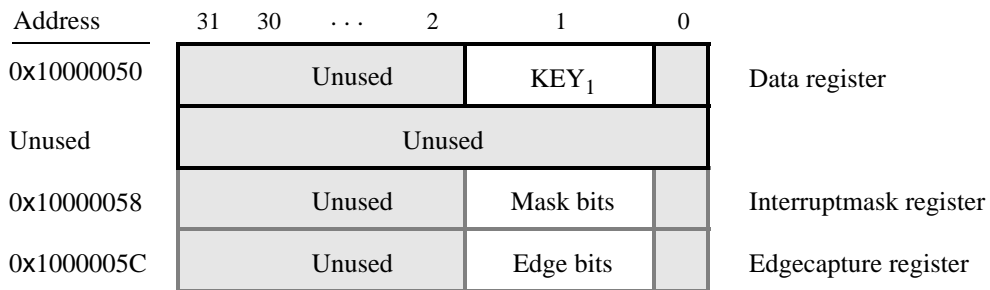 Address 31 30 · · · 2 1 0
0x10000050 Unused KEY1 Data register
Unused Unused
0x10000058 Unused Mask bits Interruptmask register
0x1000005C Unused Edge bits Edgecapture register